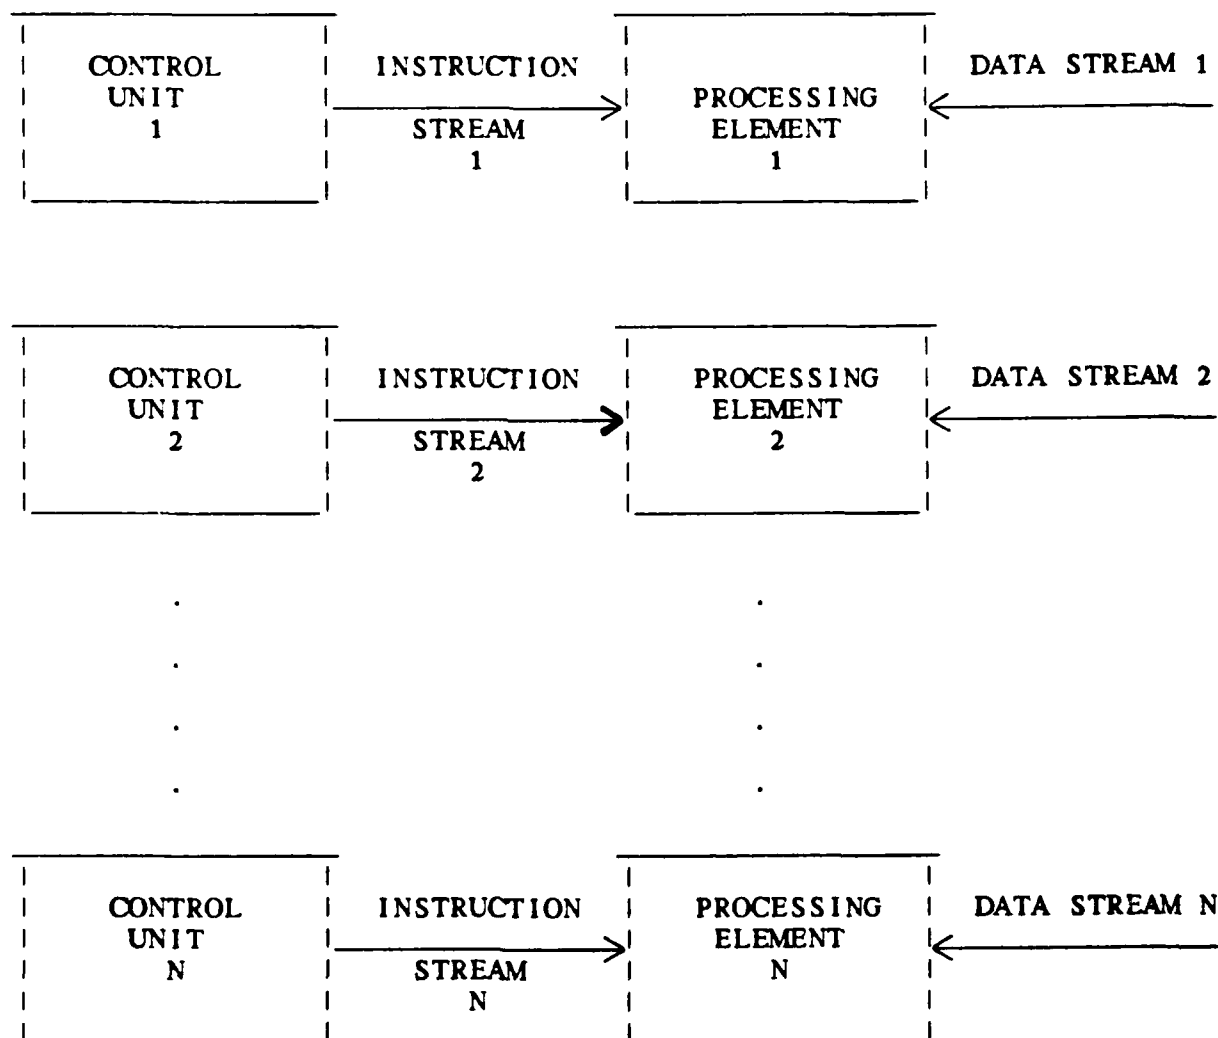 CONTROL
UNIT
1
INSTRUCTION
STREAM
1
PROCESSING
ELEMENT
1
DATA STREAM 1
CONTROL
UNIT
2
INSTRUCTION
STREAM
2
PROCESSING
ELEMENT
2
DATA STREAM 2
CONTROL
UNIT
N
INSTRUCTION
STREAM
N
PROCESSING
ELEMENT
N
DATA STREAM N